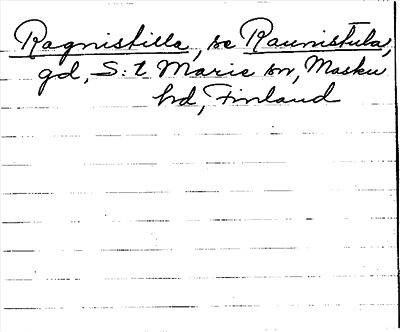 Ragnistilla, se Raunistula,
gd, S:t Marie sn, Masku
hd, Finland